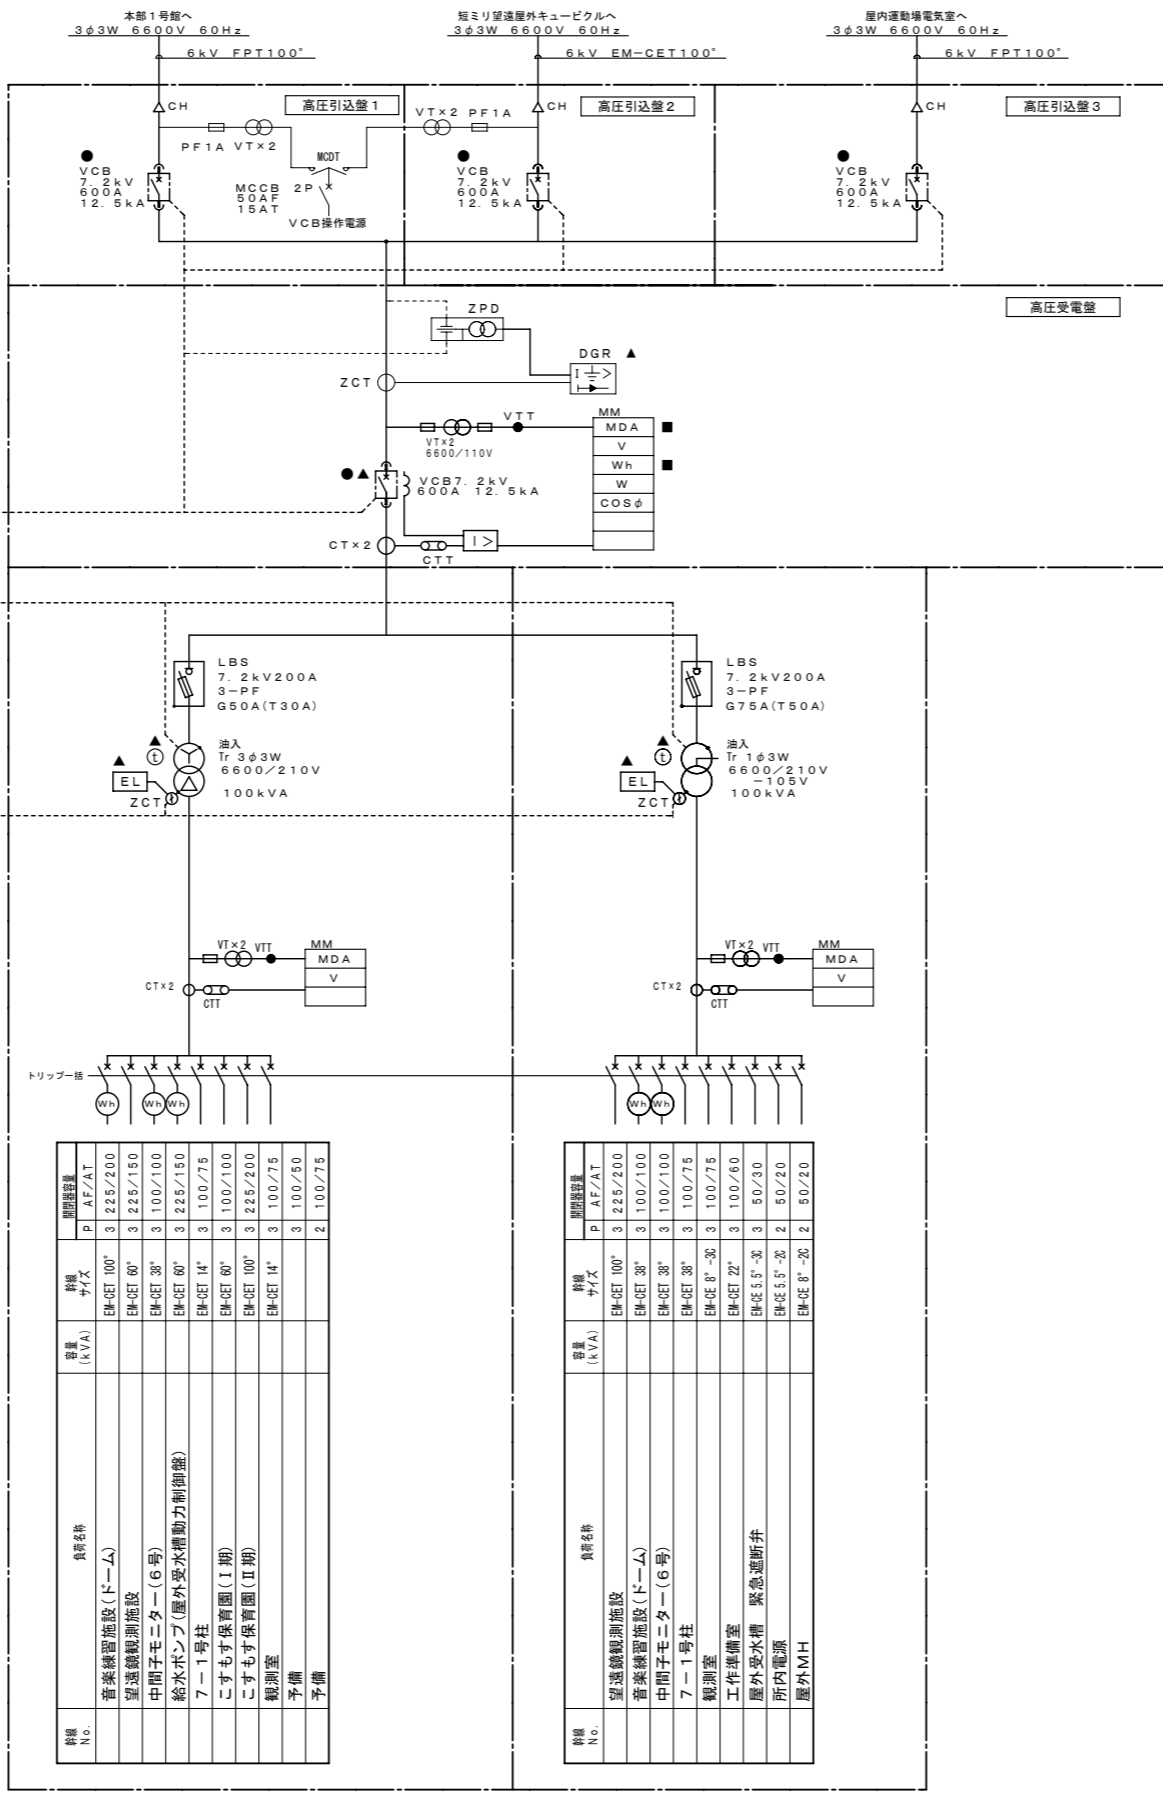 本部１号館へ
3φ3W 6600V 60Hz
6kV FPT100°
短ミリ望遠屋外キュービクルへ
3φ3W 6600V 60Hz
6kV EM-CET100°
屋内運動場電気室へ
3φ3W 6600V 60Hz
6kV FPT100°
CH
高圧引込盤１
PF1A VT×2
MCDT
VCB
7.2kV
600A
12.5kA
MCCB
50AF
15AT
2P
VCB操作電源
VT×2 PF1A
CH
高圧引込盤２
VCB
7.2kV
600A
12.5kA
CH
高圧引込盤３
VCB
7.2kV
600A
12.5kA
高圧受電盤
ZPD
DGR ▲
I >
ZCT
VT×2
6600/110V
VTT
MM
MDA ■
V
Wh ■
W
COSφ
●▲
VCB7.2kV
600A 12.5kA
CT×2
CTT
I>
LBS
7.2kV200A
3-PF
G50A(T30A)
▲
t
油入
Tr 3φ3W
6600/210V
100kVA
▲
EL
ZCT
LBS
7.2kV200A
3-PF
G75A(T50A)
▲
t
油入
Tr 1φ3W
6600/210V
-105V
100kVA
▲
EL
ZCT
VT×2 VTT
MM
MDA
V
CT×2
CTT
VT×2 VTT
MM
MDA
V
CT×2
CTT
トリップ一括
Wh
Wh
Wh
Wh
Wh
幹線No. 負荷名称 容量(kVA) 幹線サイズ 開閉器容量 P AF/AT
音楽練習施設(ドーム) EM-CET 100° 3 225/200
望遠鏡観測施設 EM-CET 60° 3 225/150
中間子モニター(６号) EM-CET 38° 3 100/100
給水ポンプ(屋外受水槽動力制御盤) EM-CET 60° 3 225/150
７－１号柱 EM-CET 14° 3 100/75
こすもす保育園(Ⅰ期) EM-CET 60° 3 100/100
こすもす保育園(Ⅱ期) EM-CET 100° 3 225/200
観測室 EM-CET 14° 3 100/75
予備 3 100/50
予備 2 100/75
幹線No. 負荷名称 容量(kVA) 幹線サイズ 開閉器容量 P AF/AT
望遠鏡観測施設 EM-CET 100° 3 225/200
音楽練習施設(ドーム) EM-CET 38° 3 100/100
中間子モニター(６号) EM-CET 38° 3 100/100
７－１号柱 EM-CET 38° 3 100/75
観測室 EM-CE 8° -3C 3 100/75
工作準備室 EM-CET 22° 3 100/60
屋外受水槽 緊急遮断弁 EM-CE 5.5° -3C 3 50/30
所内電源 EM-CE 5.5° -2C 2 50/20
屋外MH EM-CE 8° -2C 2 50/20